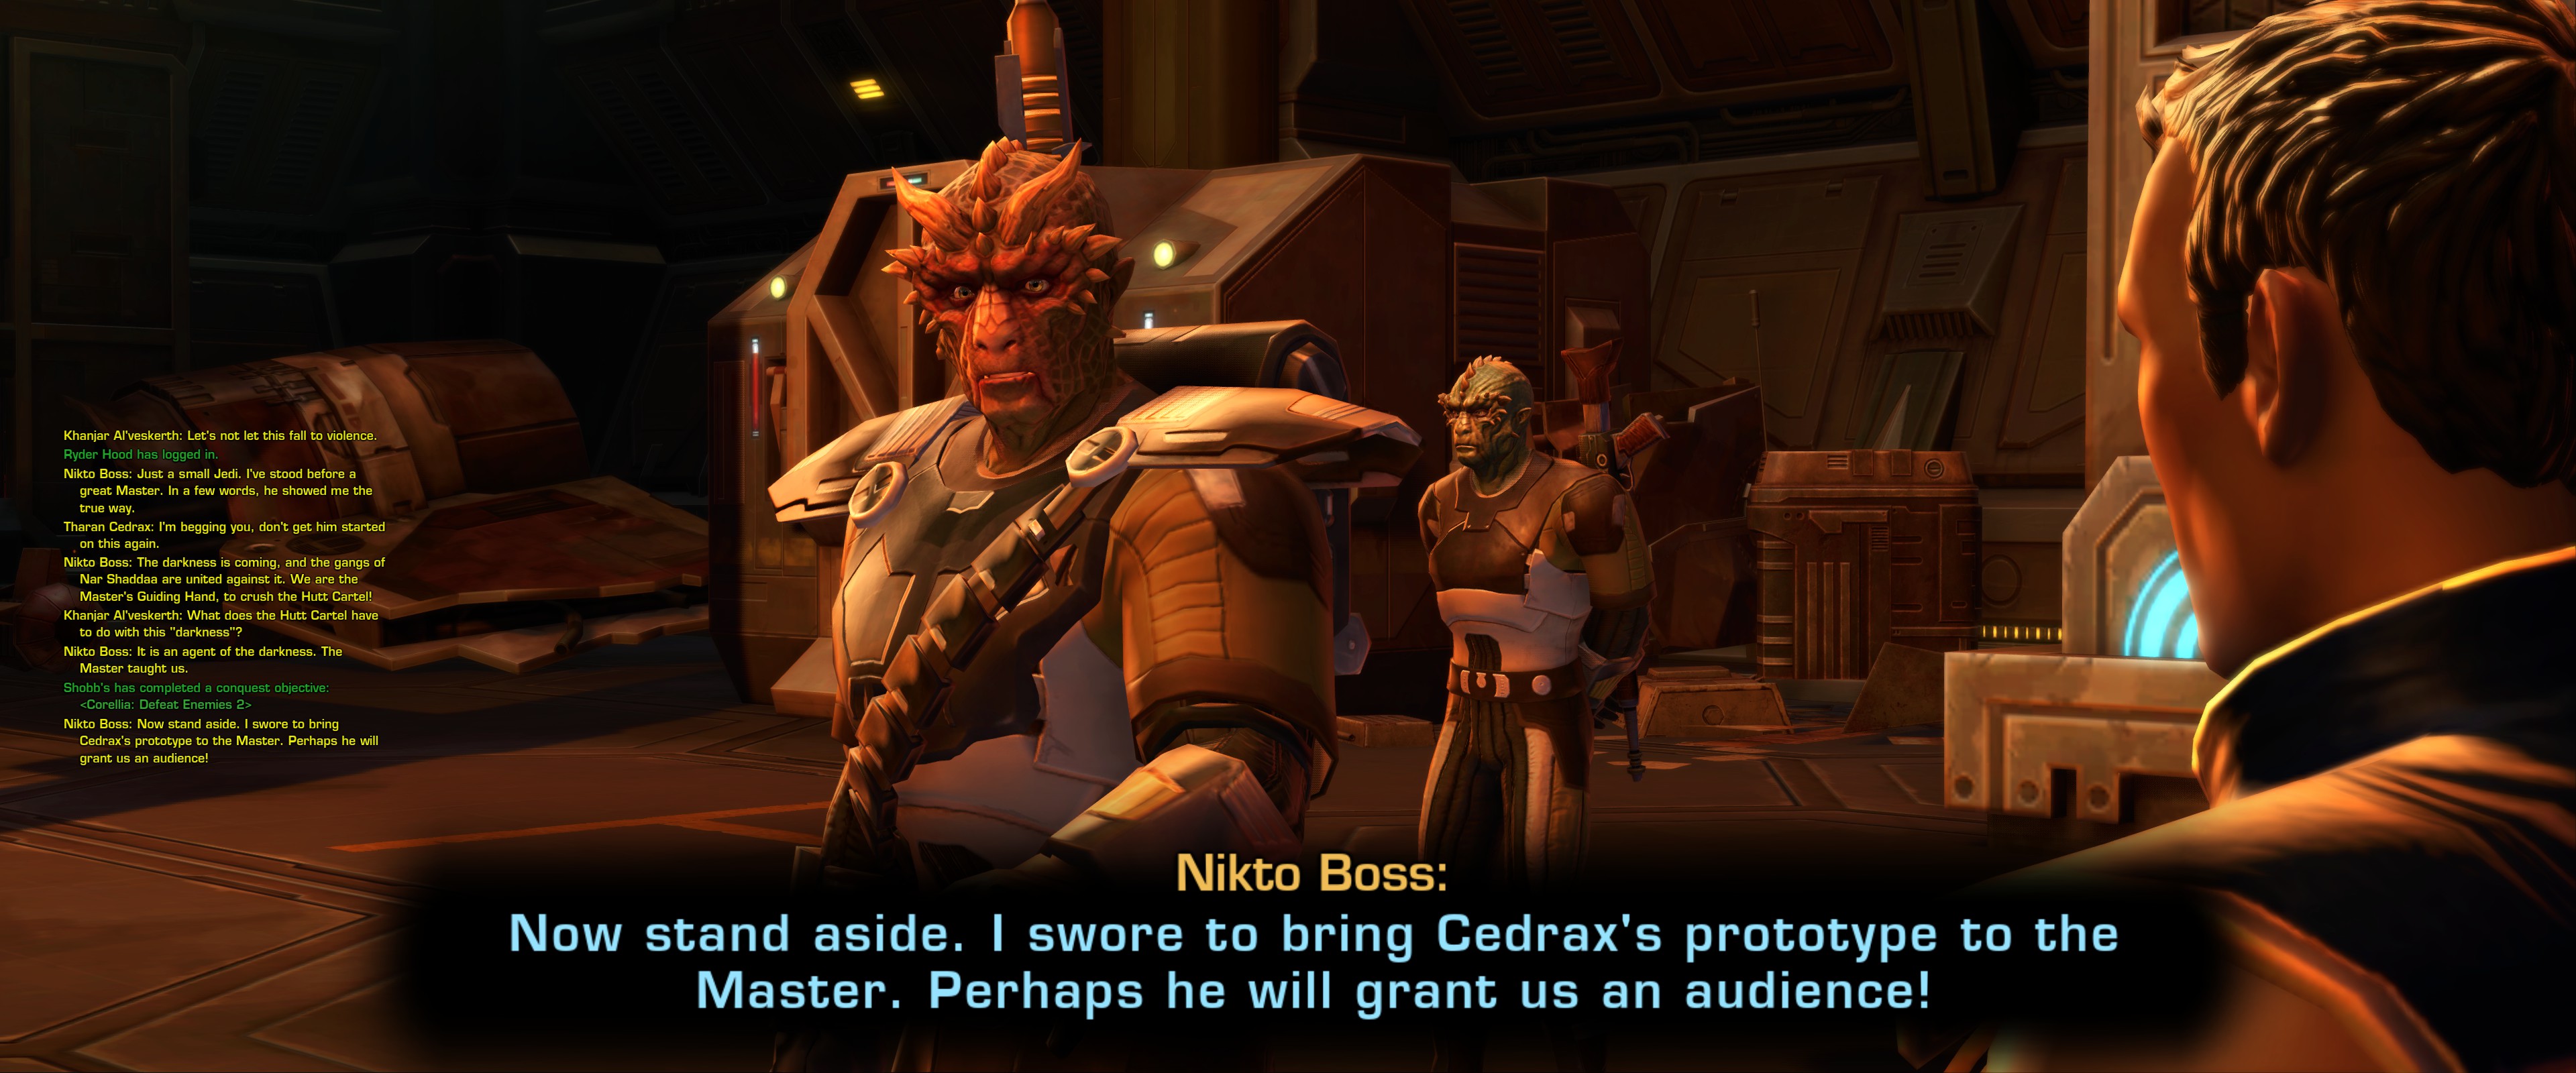 Khanjar Al'veskerth: Let's not let this fall to violence.
Ryder Hood has logged in.
Nikto Boss: Just a small Jedi. I've stood before a
great Master. In a few words, he showed me the
true way.
Tharan Cedrax: I'm begging you, don't get him started
on this again.
Nikto Boss: The darkness is coming, and the gangs of
Nar Shaddaa are united against it. We are the
Master's Guiding Hand, to crush the Hutt Cartel!
Khanjar Al'veskerth: What does the Hutt Cartel have
to do with this "darkness"?
Nikto Boss: It is an agent of the darkness. The
Master taught us.
Shobb's has completed a conquest objective:
<Corellia: Defeat Enemies 2>
Nikto Boss: Now stand aside. I swore to bring
Cedrax's prototype to the Master. Perhaps he will
grant us an audience!
Nikto Boss:
Now stand aside. I swore to bring Cedrax's prototype to the
Master. Perhaps he will grant us an audience!